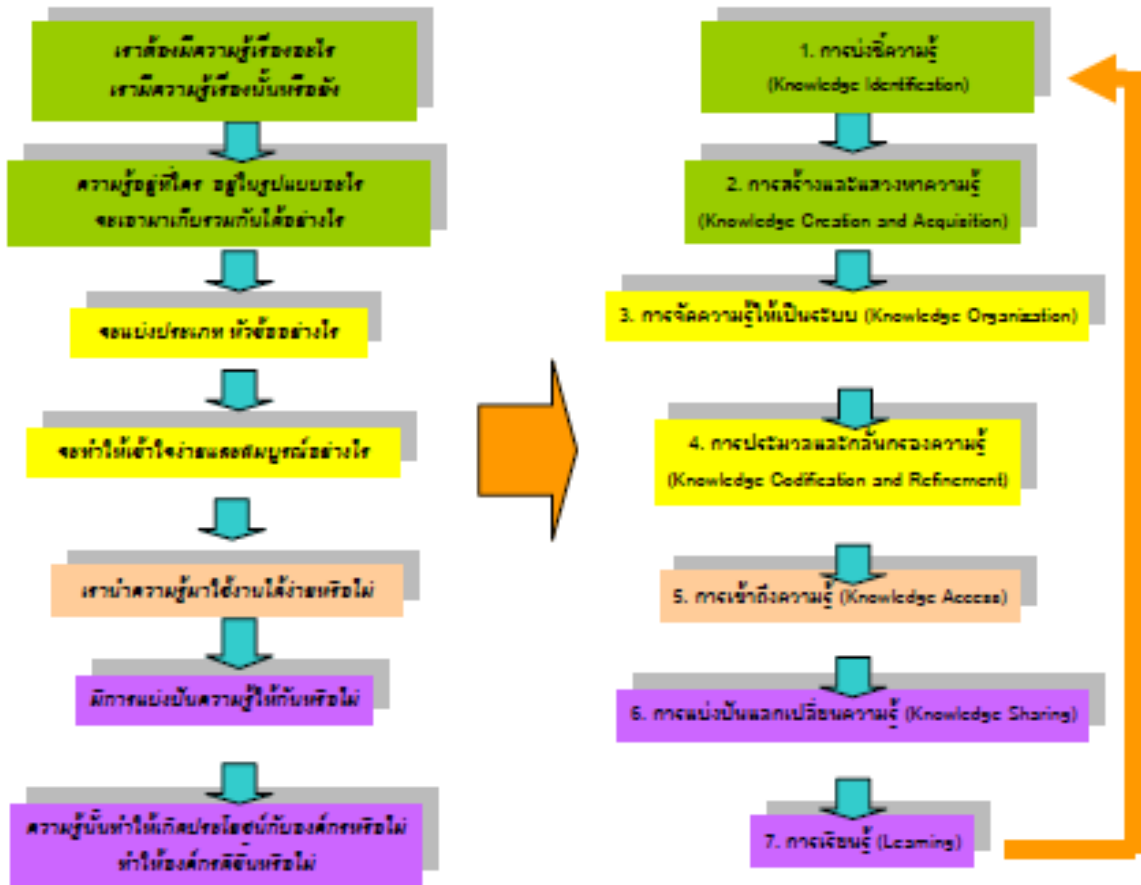 เราต้องมีความรู้เรื่องอะไร
เรามีความรู้เรื่องนั้นหรือยัง
ความรู้อยู่ที่ใคร อยู่ในรูปแบบอะไร
จะเอามาเก็บรวมกันได้อย่างไร
จะแบ่งประเภท หัวข้ออย่างไร
จะทำให้เข้าใจง่ายและสมบูรณ์อย่างไร
เรานำความรู้มาใช้งานได้ง่ายหรือไม่
มีการแบ่งปันความรู้ให้กันหรือไม่
ความรู้นั้นทำให้เกิดประโยชน์กับองค์กรหรือไม่
ทำให้องค์กรดีขึ้นหรือไม่
1. การบ่งชี้ความรู้
(Knowledge Identification)
2. การสร้างและแสวงหาความรู้
(Knowledge Creation and Acquisition)
3. การจัดความรู้ให้เป็นระบบ (Knowledge Organization)
4. การประมวลและกลั่นกรองความรู้
(Knowledge Codification and Refinement)
5. การเข้าถึงความรู้ (Knowledge Access)
6. การแบ่งปันแลกเปลี่ยนความรู้ (Knowledge Sharing)
7. การเรียนรู้ (Learning)